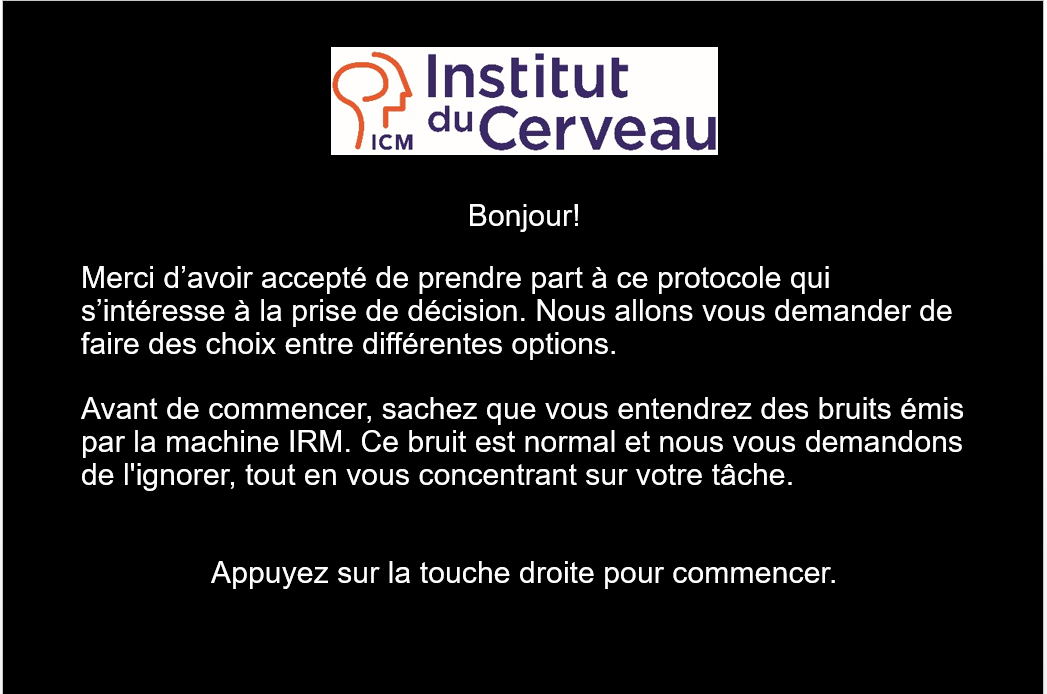 Institut
du Cerveau
ICM
Bonjour!
Merci d’avoir accepté de prendre part à ce protocole qui
s’intéresse à la prise de décision. Nous allons vous demander de
faire des choix entre différentes options.
Avant de commencer, sachez que vous entendrez des bruits émis
par la machine IRM. Ce bruit est normal et nous vous demandons
de l'ignorer, tout en vous concentrant sur votre tâche.
Appuyez sur la touche droite pour commencer.